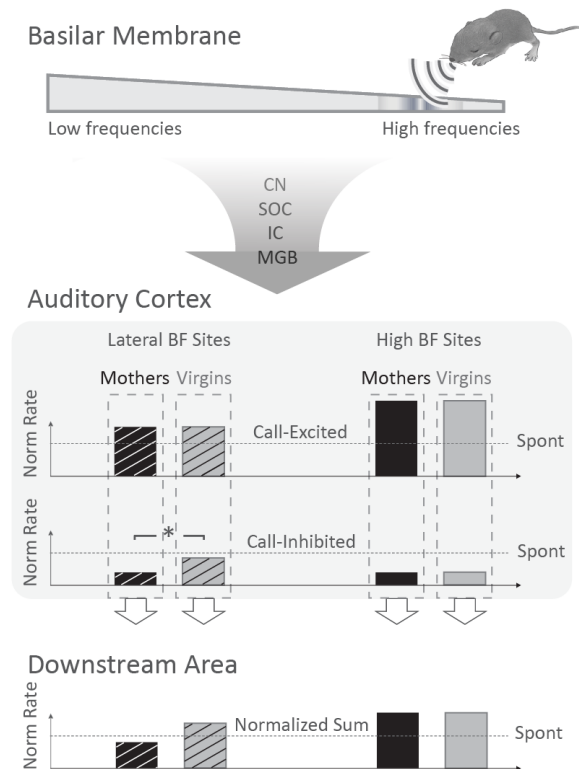 Basilar Membrane
Low frequencies High frequencies
CN
SOC
IC
MGB
Auditory Cortex
Lateral BF Sites High BF Sites
Mothers Virgins Mothers Virgins
Norm Rate Call-Excited Spont
*
Norm Rate Call-Inhibited Spont
Downstream Area
Norm Rate Normalized Sum Spont